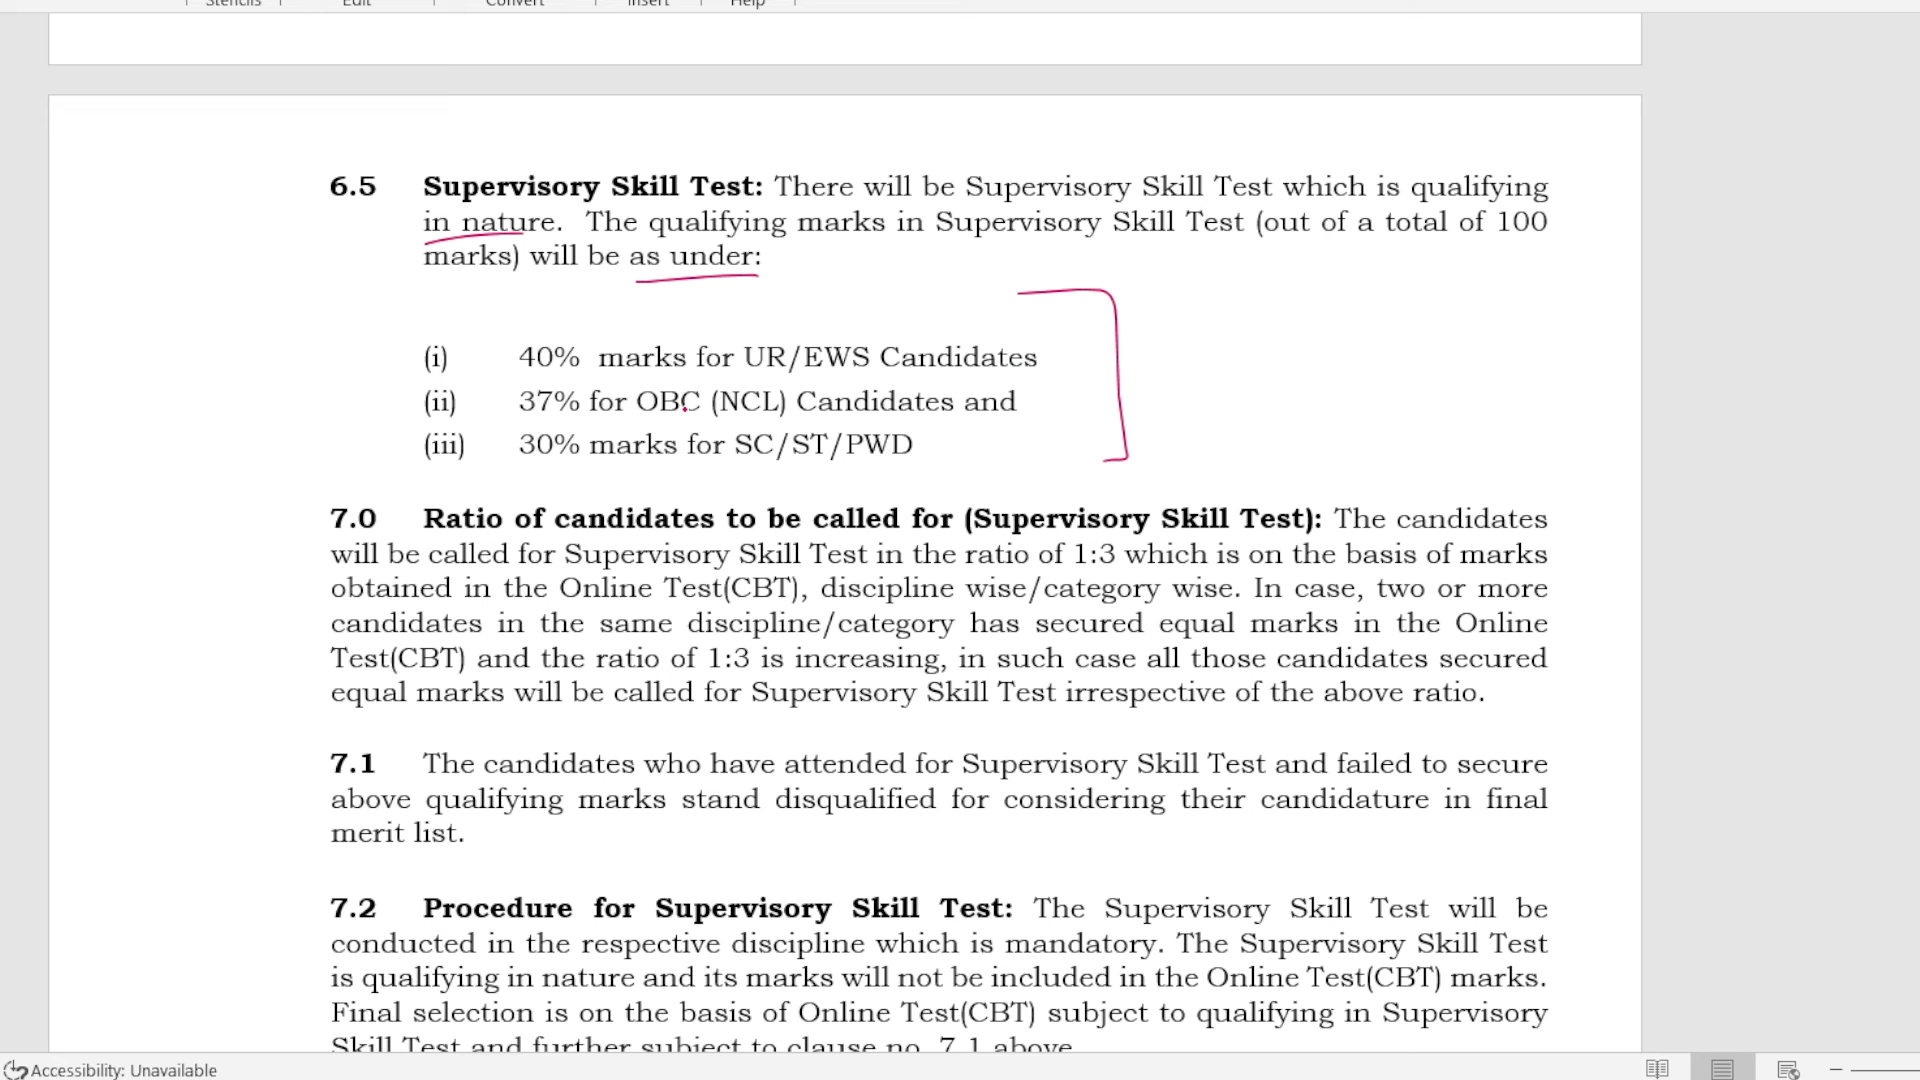 Stencils Edit Convert Insert Help
6.5 Supervisory Skill Test: There will be Supervisory Skill Test which is qualifying
in nature. The qualifying marks in Supervisory Skill Test (out of a total of 100
marks) will be as under:
(i) 40% marks for UR/EWS Candidates
(ii) 37% for OBC (NCL) Candidates and
(iii) 30% marks for SC/ST/PWD
7.0 Ratio of candidates to be called for (Supervisory Skill Test): The candidates
will be called for Supervisory Skill Test in the ratio of 1:3 which is on the basis of marks
obtained in the Online Test(CBT), discipline wise/category wise. In case, two or more
candidates in the same discipline/category has secured equal marks in the Online
Test(CBT) and the ratio of 1:3 is increasing, in such case all those candidates secured
equal marks will be called for Supervisory Skill Test irrespective of the above ratio.
7.1 The candidates who have attended for Supervisory Skill Test and failed to secure
above qualifying marks stand disqualified for considering their candidature in final
merit list.
7.2 Procedure for Supervisory Skill Test: The Supervisory Skill Test will be
conducted in the respective discipline which is mandatory. The Supervisory Skill Test
is qualifying in nature and its marks will not be included in the Online Test(CBT) marks.
Final selection is on the basis of Online Test(CBT) subject to qualifying in Supervisory
Skill Test and further subject to clause no. 7.1 above
Accessibility: Unavailable